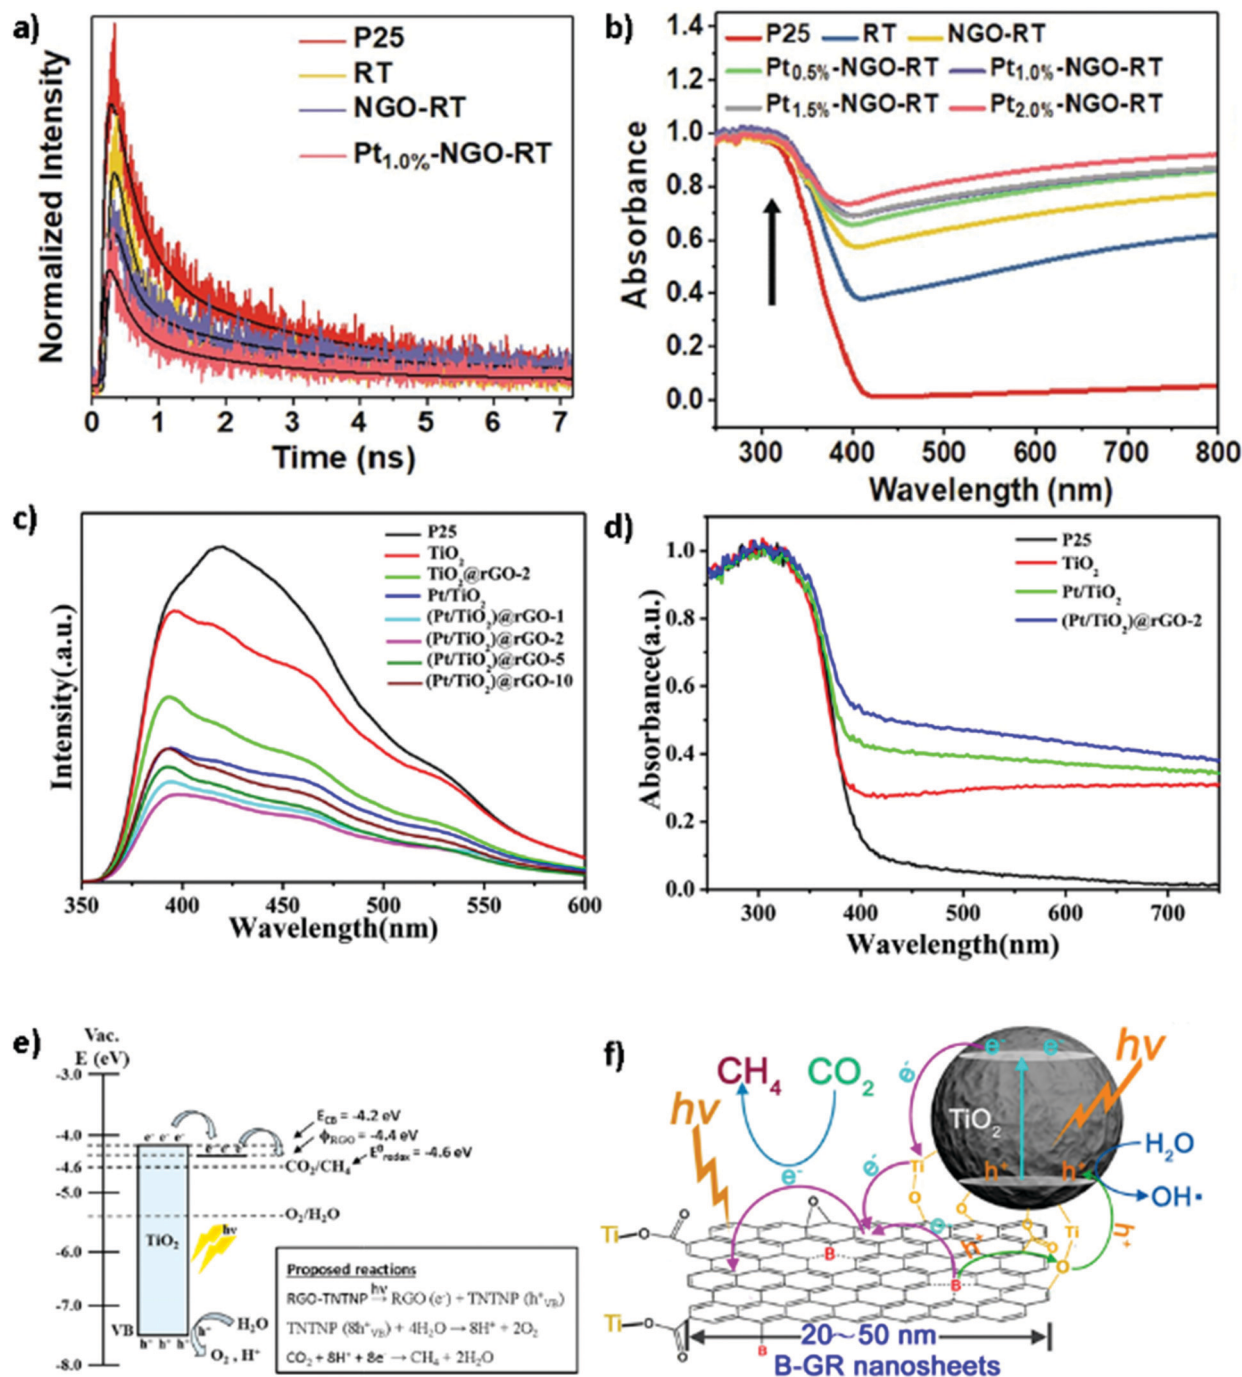 a)
P25
RT
NGO-RT
Pt1.0%-NGO-RT
Normalized Intensity
0 1 2 3 4 5 6 7
Time (ns)
b)
P25 RT NGO-RT
Pt0.5%-NGO-RT Pt1.0%-NGO-RT
Pt1.5%-NGO-RT Pt2.0%-NGO-RT
Absorbance
1.4
1.2
1.0
0.8
0.6
0.4
0.2
0.0
300 400 500 600 700 800
Wavelength (nm)
c)
P25
TiO2
TiO2@rGO-2
Pt/TiO2
(Pt/TiO2)@rGO-1
(Pt/TiO2)@rGO-2
(Pt/TiO2)@rGO-5
(Pt/TiO2)@rGO-10
Intensity(.a.u.)
350 400 450 500 550 600
Wavelength(nm)
d)
P25
TiO2
Pt/TiO2
(Pt/TiO2)@rGO-2
Absorbance(a.u.)
1.0
0.8
0.6
0.4
0.2
0.0
300 400 500 600 700
Wavelength(nm)
e)
Vac.
E (eV)
-3.0
-4.0
-4.6
-5.0
-6.0
-7.0
-8.0
e- e- e-
e- e- e-
ECB = -4.2 eV
ϕRGO = -4.4 eV
E0redox = -4.6 eV
CO2/CH4
O2/H2O
TiO2
hν
VB
h+ h+ h+
h+
H2O
O2 , H+
Proposed reactions
RGO-TNTNP hν→ RGO (e-) + TNTNP (h+VB)
TNTNP (8h+VB) + 4H2O → 8H+ + 2O2
CO2 + 8H+ + 8e- → CH4 + 2H2O
f)
CH4 CO2
hν
hν
e-
e- e
TiO2
H2O
OH•
h+ h+
Ti
e-
e-
O
O
O
O
e
Ti
h+
h+
Ti O
O
B
B
O
Ti O
O
B
20~50 nm
B-GR nanosheets